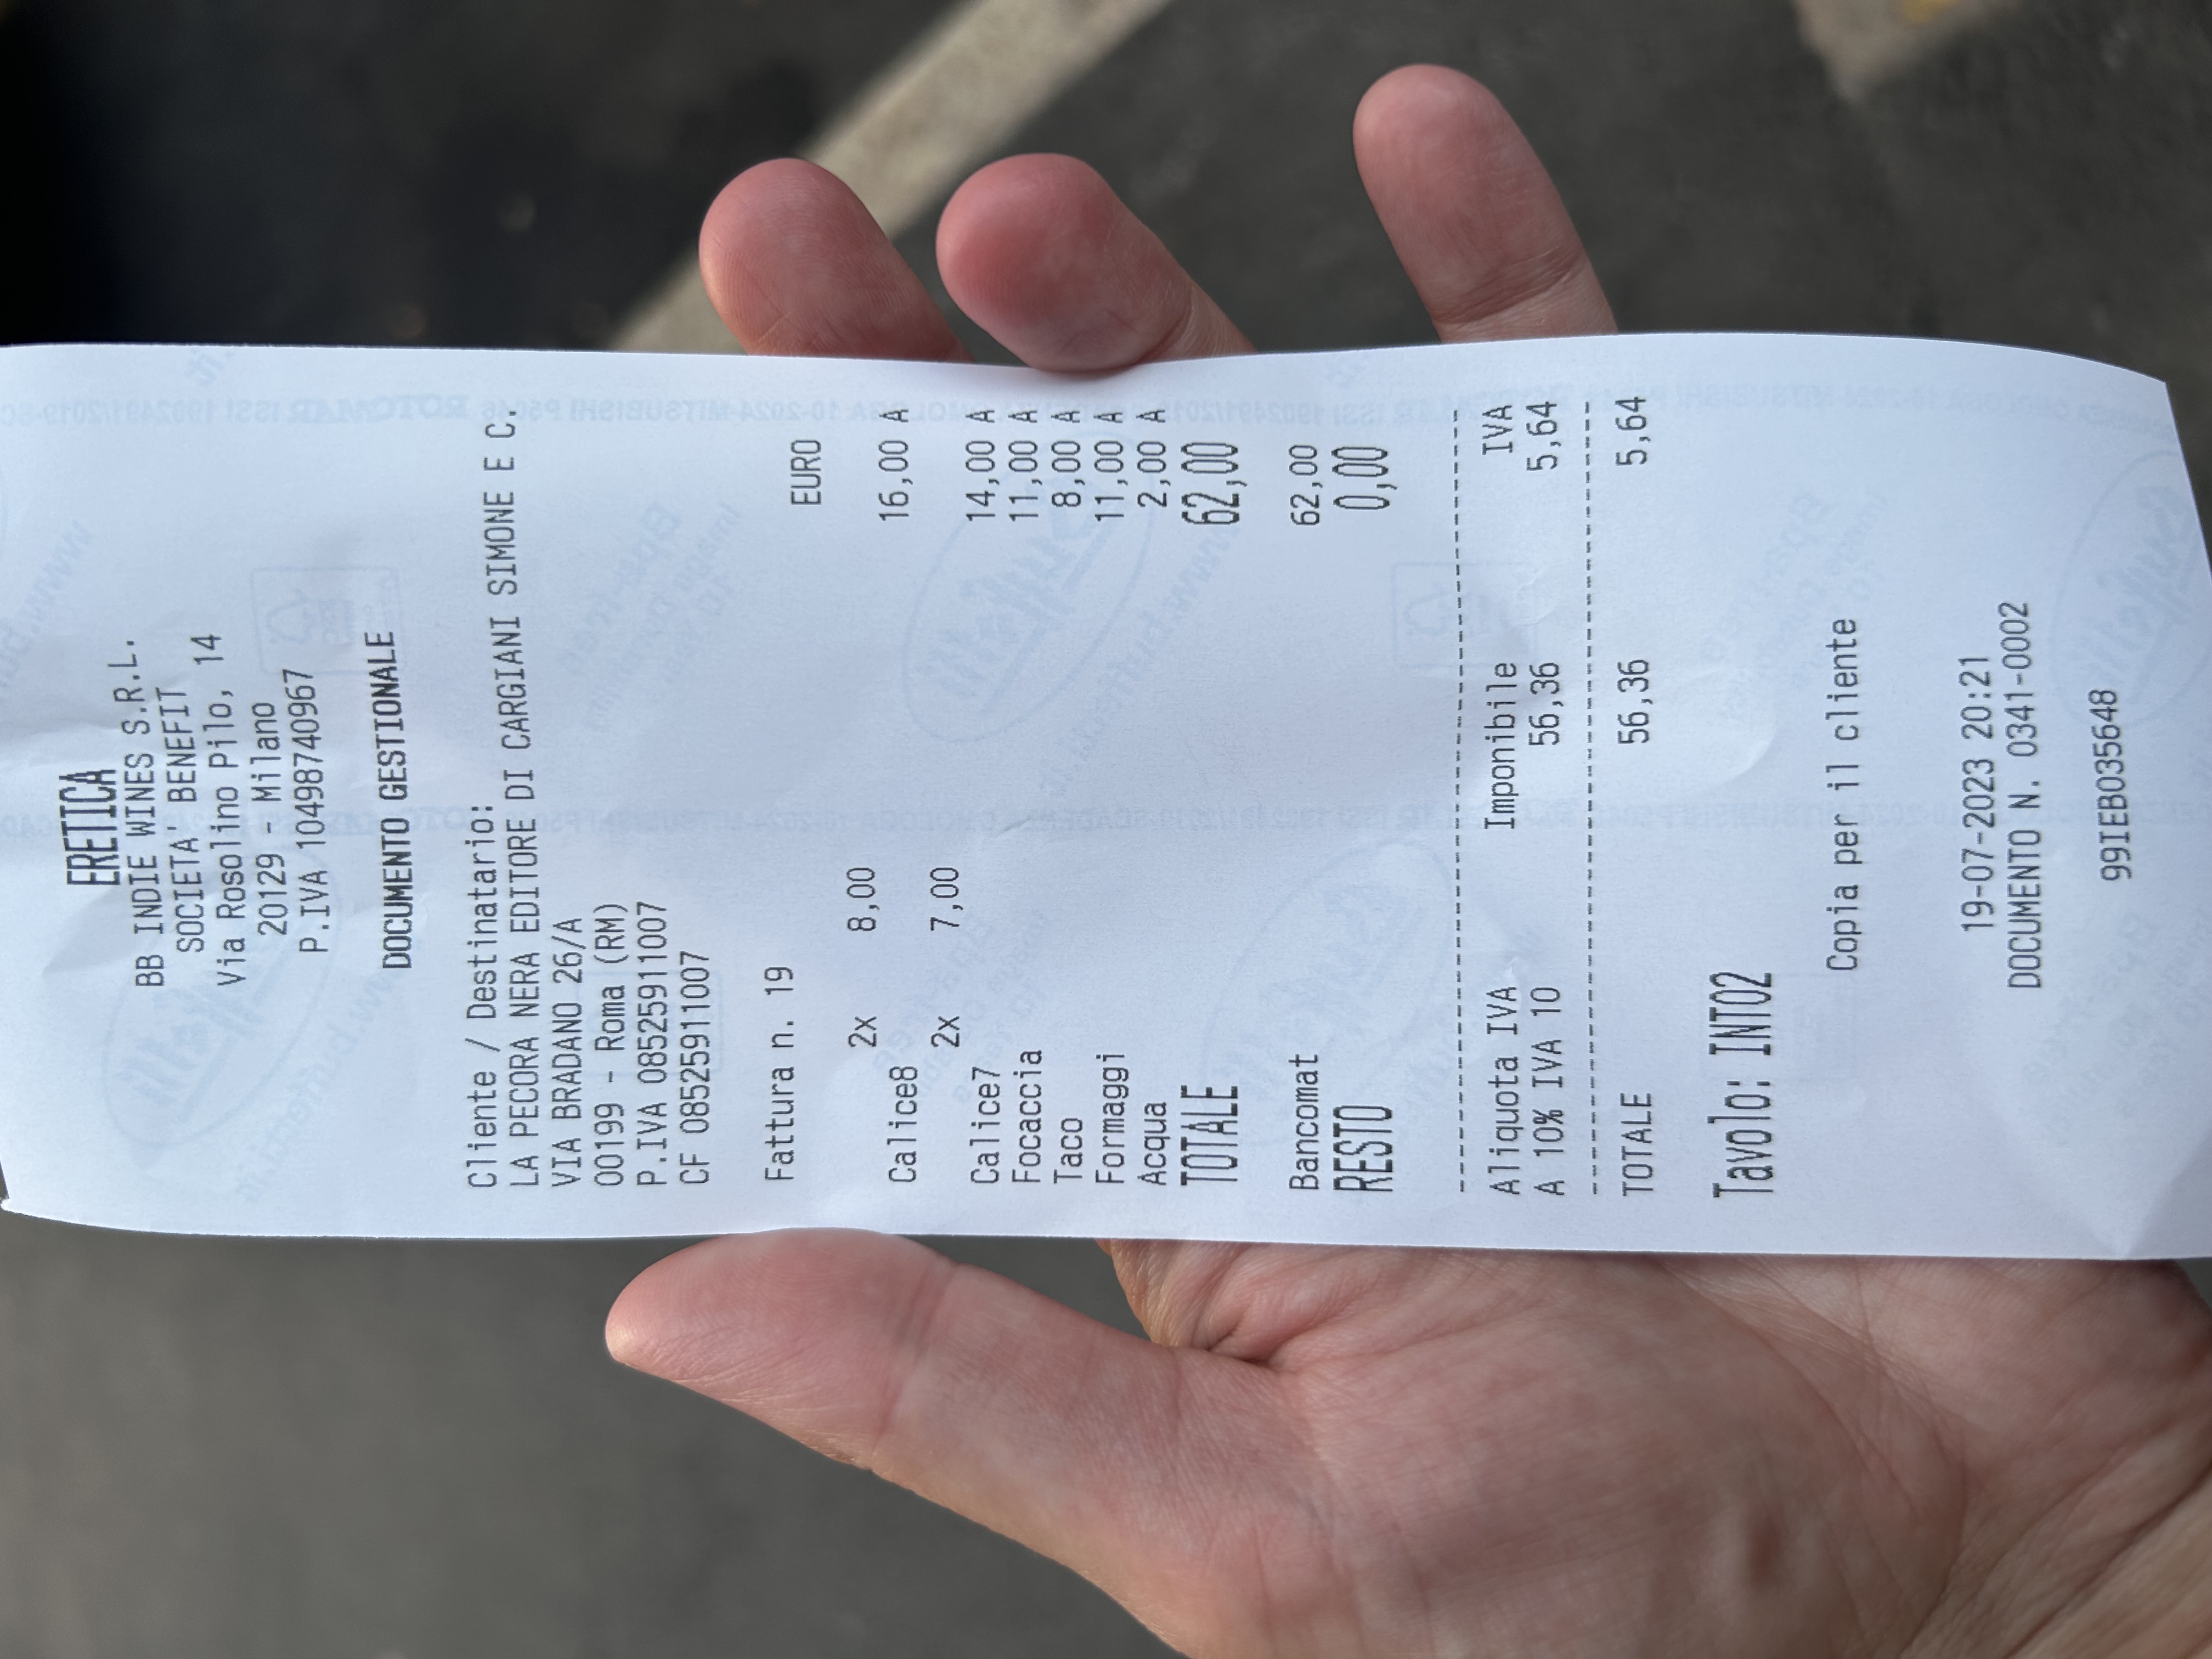 ERETICA
BB INDIE WINES S.R.L.
SOCIETA' BENEFIT
Via Rosolino Pilo, 14
20129 - Milano
P.IVA 10498740967
DOCUMENTO GESTIONALE
Cliente / Destinatario:
LA PECORA NERA EDITORE DI CARGIANI SIMONE E C.
VIA BRADANO 26/A
00199 - Roma (RM)
P.IVA 08525911007
CF 08525911007
Fattura n. 19
EURO
2x 8,00
Calice8 16,00 A
2x 7,00
Calice7 14,00 A
Focaccia 11,00 A
Taco 8,00 A
Formaggi 11,00 A
Acqua 2,00 A
TOTALE 62,00
Bancomat 62,00
RESTO 0,00
Aliquota IVA Imponibile IVA
A 10% IVA 10 56,36 5,64
TOTALE 56,36 5,64
Tavolo: INT02
Copia per il cliente
19-07-2023 20:21
DOCUMENTO N. 0341-0002
99IEB035648